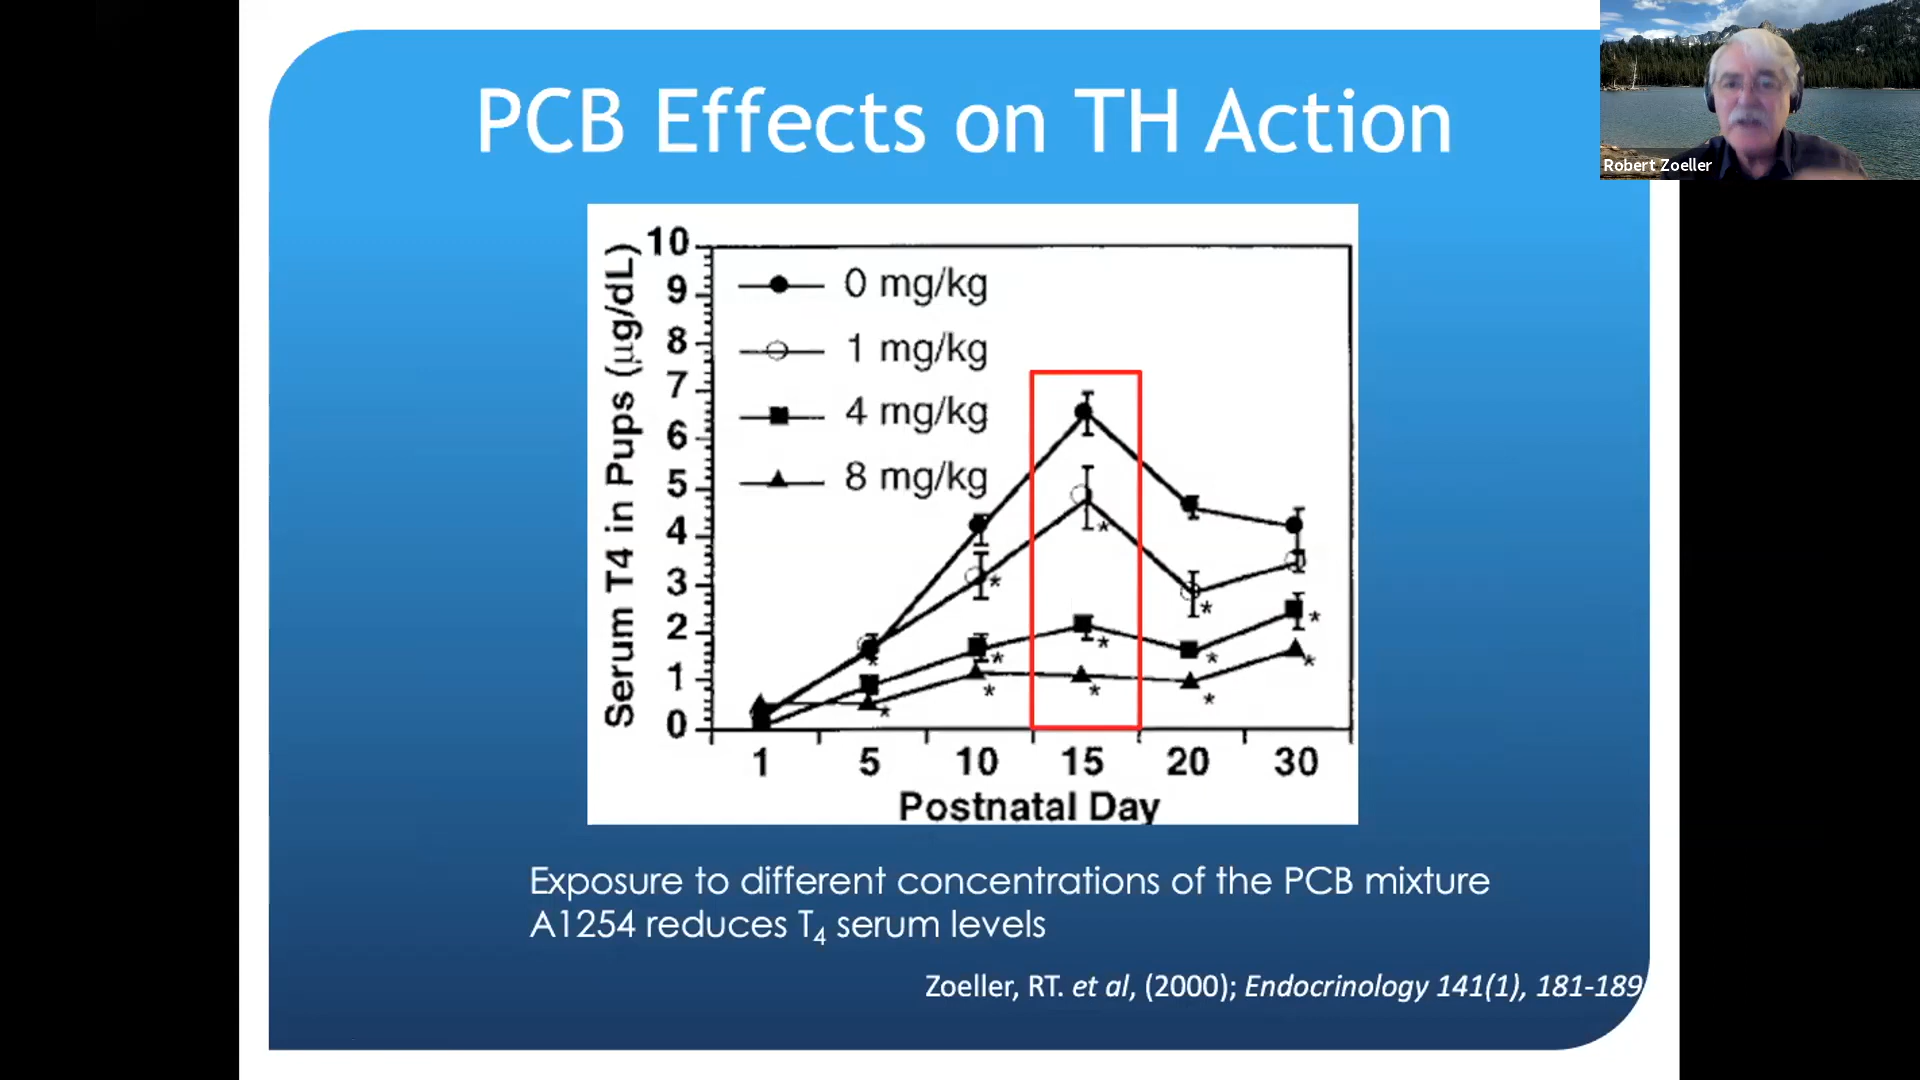 PCB Effects on TH Action
Robert Zoeller
Serum T4 in Pups (µg/dL)
10
9
8
7
6
5
4
3
2
1
0
0 mg/kg
1 mg/kg
4 mg/kg
8 mg/kg
* * * * * * * * * * * * *
1 5 10 15 20 30
Postnatal Day
Exposure to different concentrations of the PCB mixture
A1254 reduces T₄ serum levels
Zoeller, RT. et al, (2000); Endocrinology 141(1), 181-189